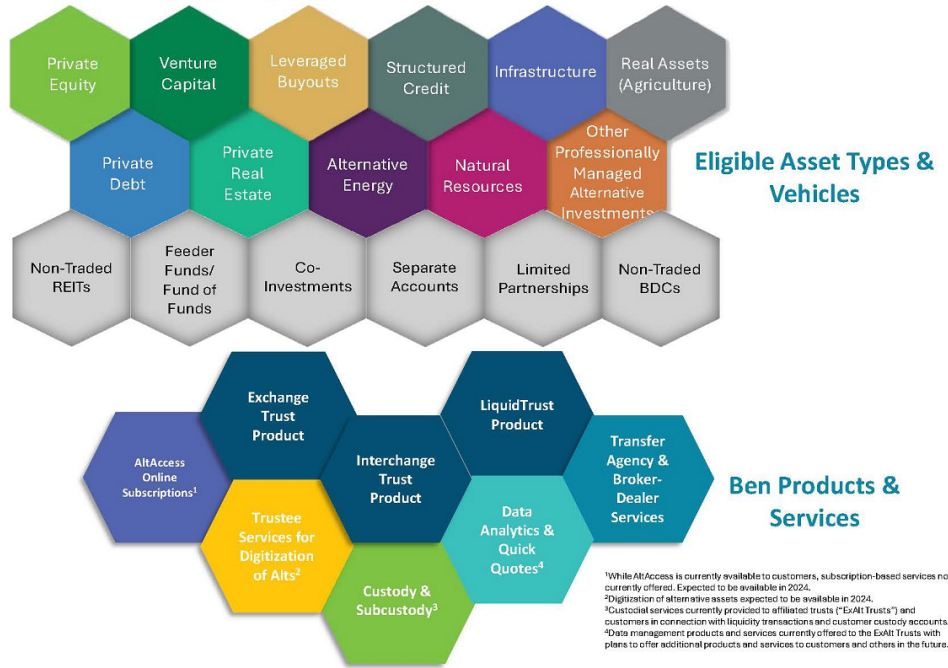 Private
Equity
Venture
Capital
Leveraged
Buyouts
Structured
Credit
Infrastructure
Real Assets
(Agriculture)
Private
Debt
Private
Real
Estate
Alternative
Energy
Natural
Resources
Other
Professionally
Managed
Alternative
Investments
Eligible Asset Types &
Vehicles
Non-Traded
REITs
Feeder
Funds/
Fund of
Funds
Co-
Investments
Separate
Accounts
Limited
Partnerships
Non-Traded
BDCs
AltAccess
Online
Subscriptions¹
Exchange
Trust
Product
Interchange
Trust
Product
LiquidTrust
Product
Transfer
Agency &
Broker-
Dealer
Services
Trustee
Services for
Digitization
of Alts²
Custody &
Subcustody³
Data
Analytics &
Quick
Quotes⁴
Ben Products &
Services
¹While AltAccess is currently available to customers, subscription-based services no
currently offered. Expected to be available in 2024.
²Digitization of alternative assets expected to be available in 2024.
³Custodial services currently provided to affiliated trusts (“ExAlt Trusts”) and
customers in connection with liquidity transactions and customer custody accounts.
⁴Data management products and services currently offered to the ExAlt Trusts with
plans to offer additional products and services to customers and others in the future.